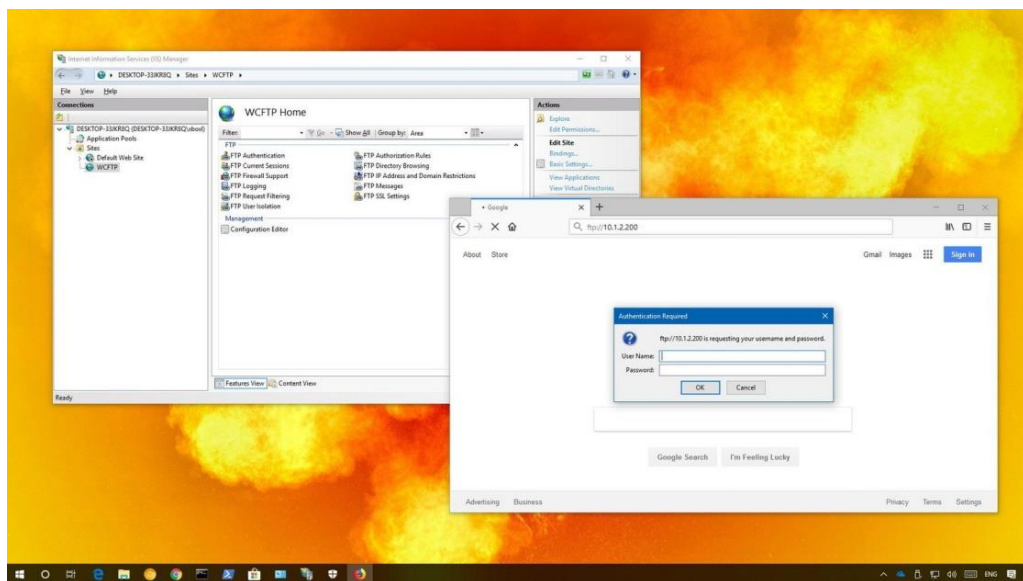 Internet Information Services (IIS) Manager
DESKTOP-33JKR8Q Sites WCFTP
File View Help
Connections
DESKTOP-33JKR8Q (DESKTOP-33JKR8Q\ubool)
Application Pools
Sites
Default Web Site
WCFTP
WCFTP Home
Filter: Go Show All Group by: Area
FTP
FTP Authentication FTP Authorization Rules
FTP Current Sessions FTP Directory Browsing
FTP Firewall Support FTP IP Address and Domain Restrictions
FTP Logging FTP Messages
FTP Request Filtering FTP SSL Settings
FTP User Isolation
Management
Configuration Editor
Features View Content View
Ready
Actions
Explore
Edit Permissions...
Edit Site
Bindings...
Basic Settings...
View Applications
View Virtual Directories
Google
ftp://10.1.2.200
About Store Gmail Images Sign in
Authentication Required
ftp://10.1.2.200 is requesting your username and password.
User Name:
Password:
OK Cancel
Google Search I'm Feeling Lucky
Advertising Business Privacy Terms Settings
ENG